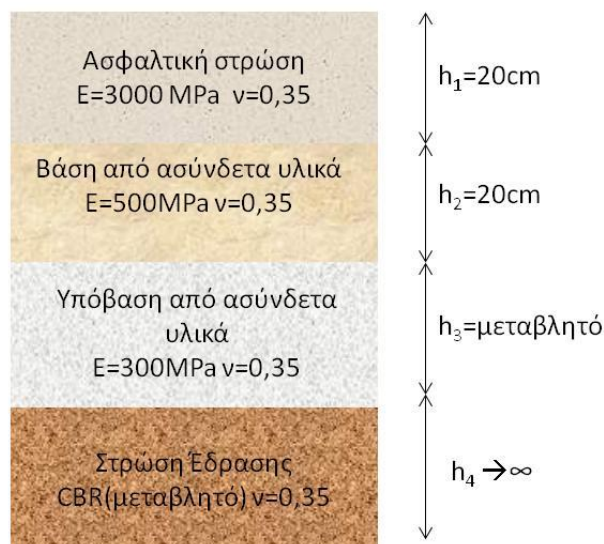 Ασφαλτική στρώση
E=3000 MPa ν=0,35
h₁=20cm
Βάση από ασύνδετα υλικά
E=500MPa ν=0,35
h₂=20cm
Υπόβαση από ασύνδετα
υλικά
E=300MPa ν=0,35
h₃=μεταβλητό
Στρώση Έδρασης
CBR(μεταβλητό) ν=0,35
h₄ →∞